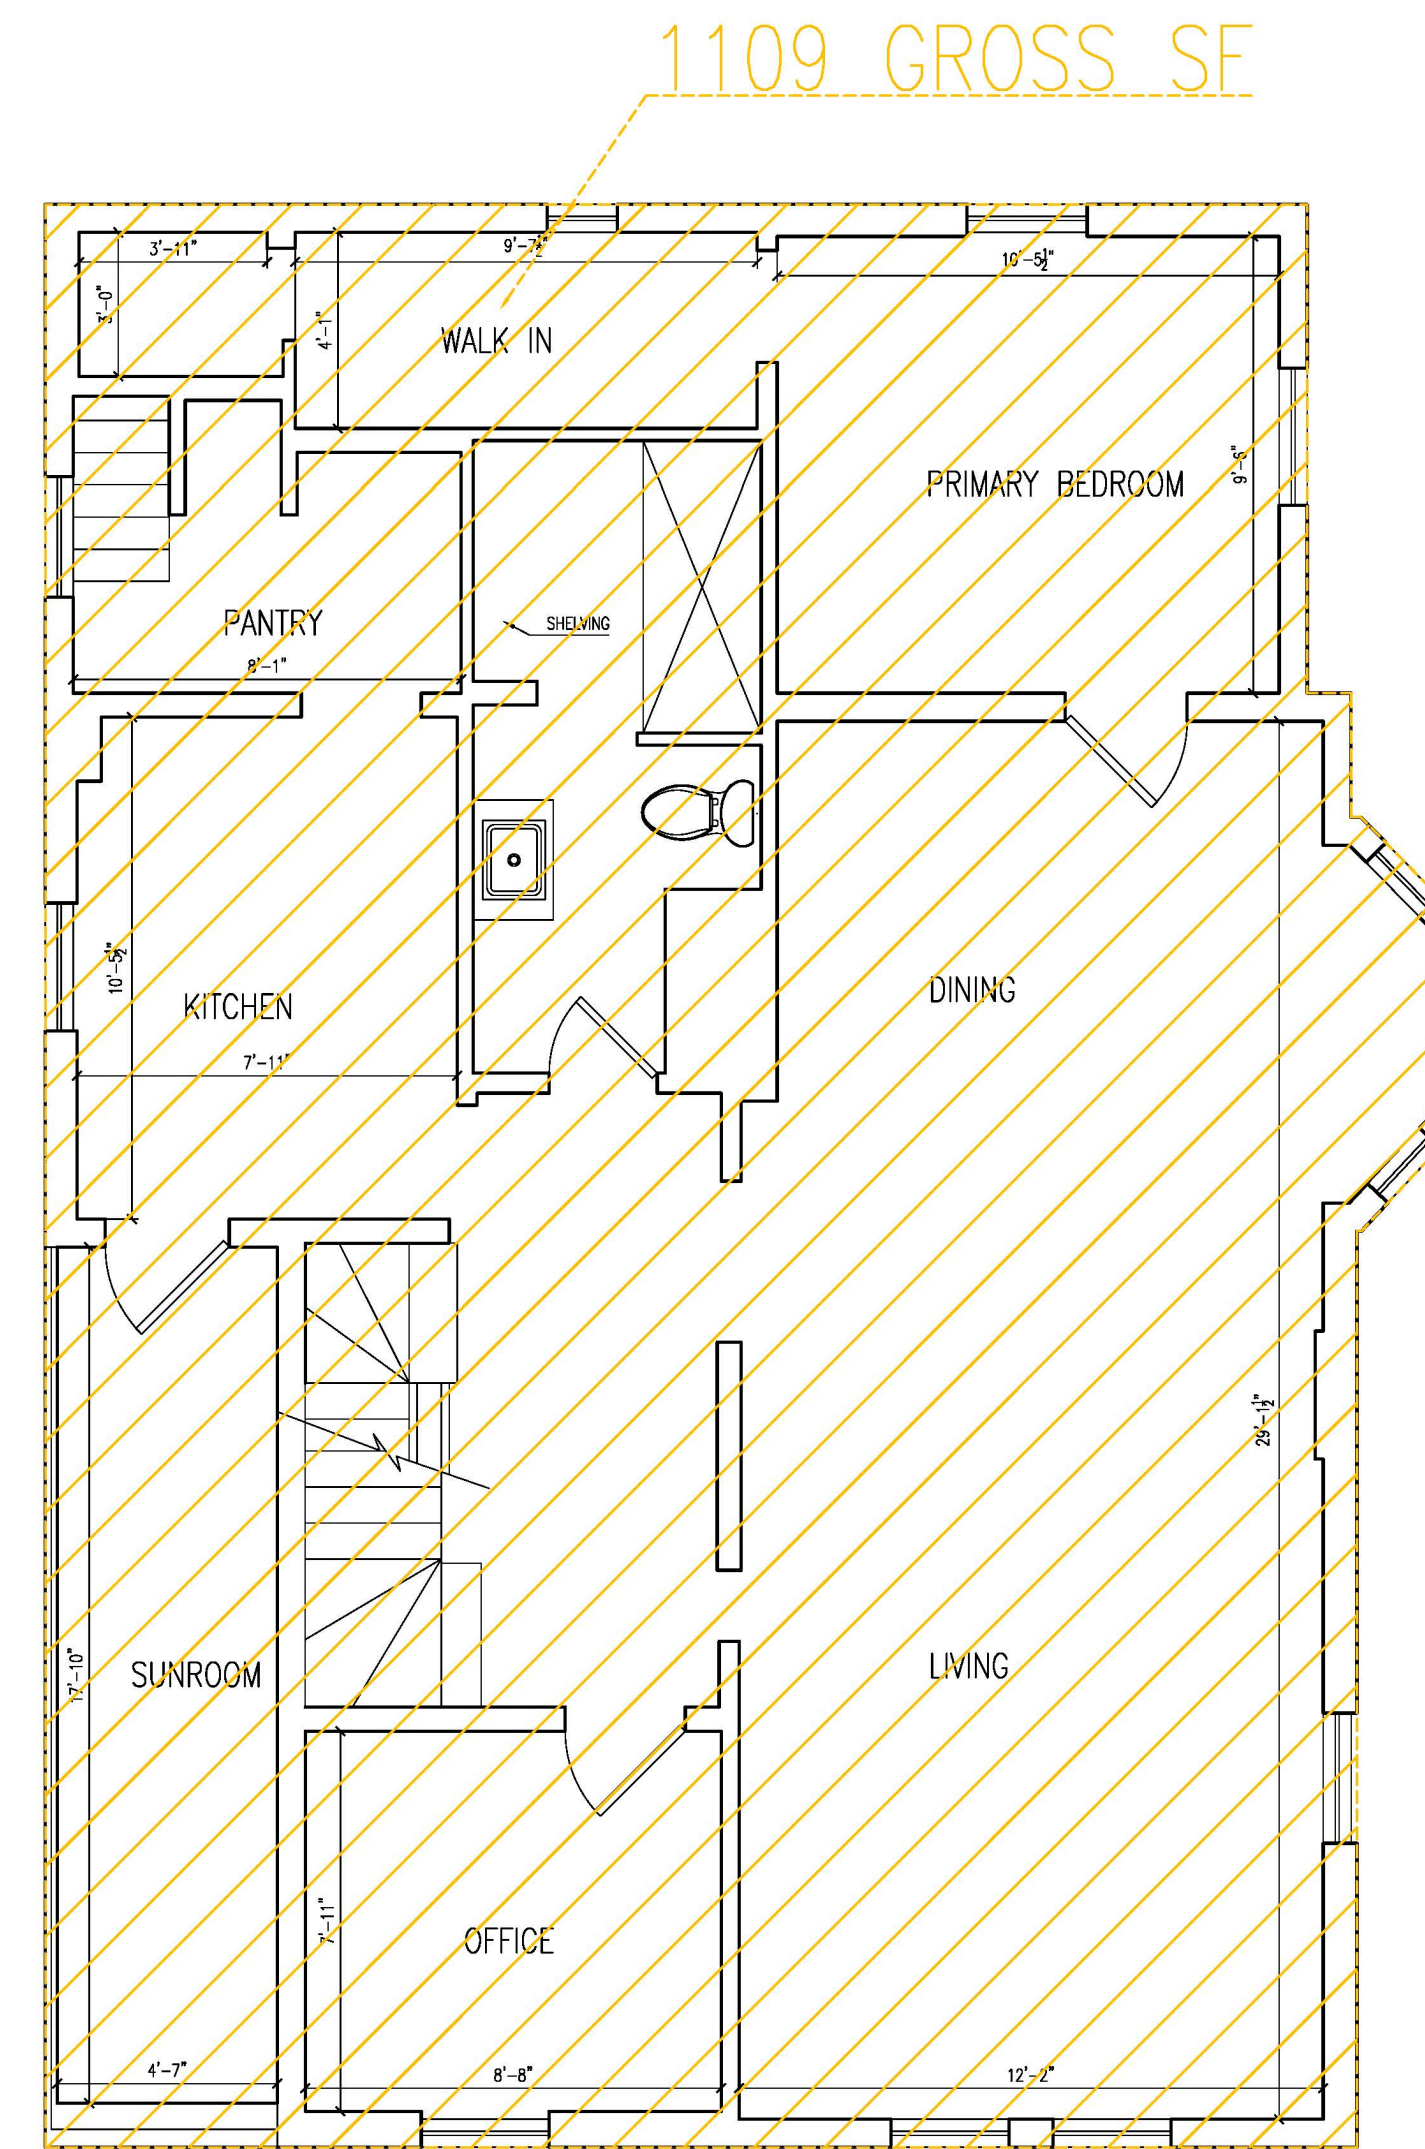 1109 GROSS SF
3'-11"
9'-7½"
10'-5½"
3'-0"
4'-1"
WALK IN
9'-6"
PRIMARY BEDROOM
PANTRY
SHELVING
8'-1"
10'-5½"
DINING
KITCHEN
7'-11"
29'-1½"
17'-10"
SUNROOM
LIVING
7'-11"
OFFICE
4'-7"
8'-8"
12'-2"